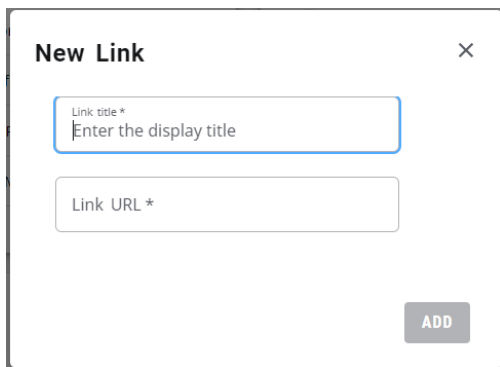 New Link
Link title *
Enter the display title
Link URL *
ADD